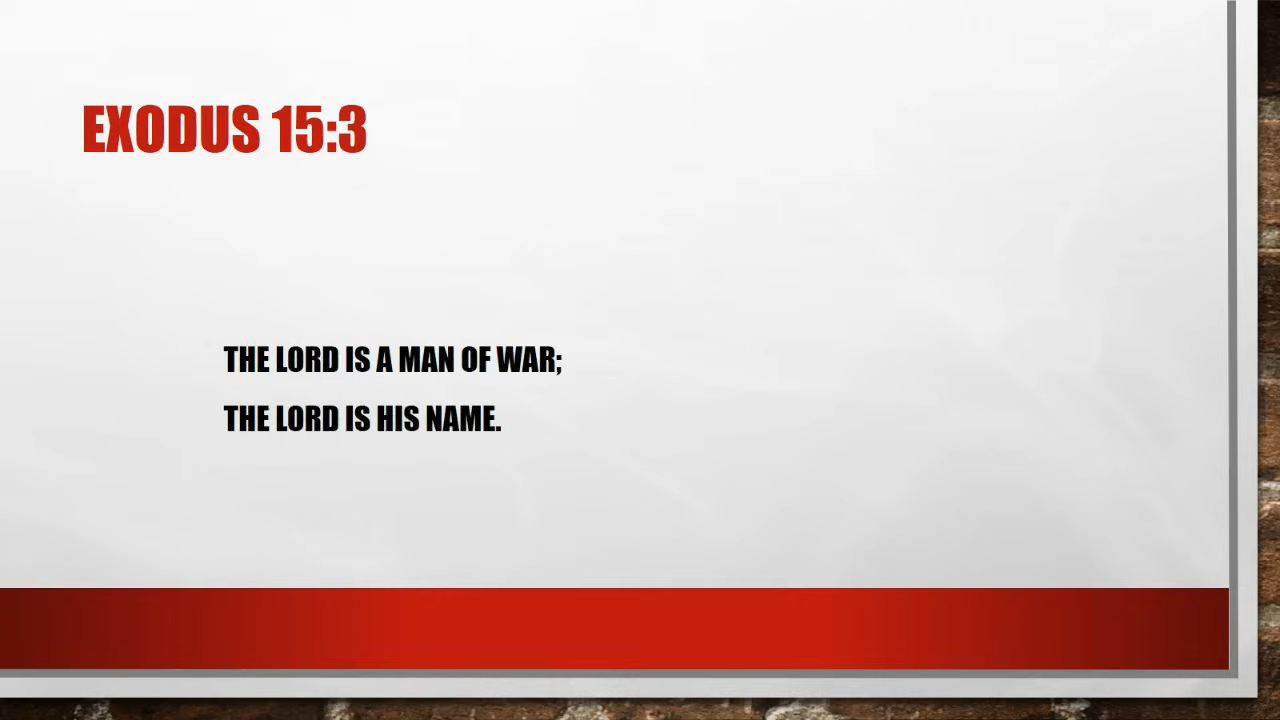 EXODUS 15:3
THE LORD IS A MAN OF WAR;
THE LORD IS HIS NAME.